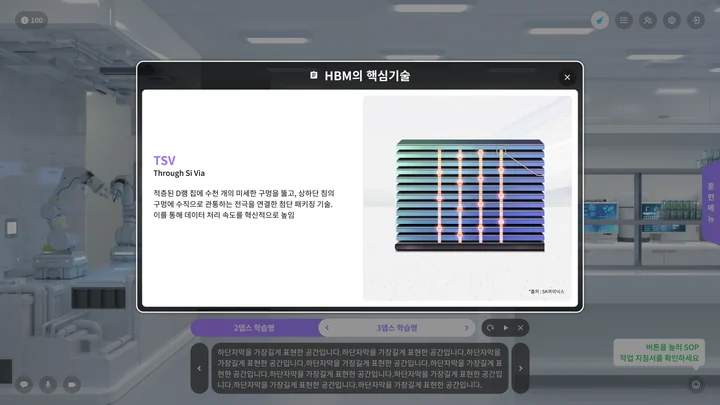 100
HBM의 핵심기술
TSV
Through Si Via
적층된 D램 칩에 수천 개의 미세한 구멍을 뚫고, 상하단 칩의
구멍에 수직으로 관통하는 전극을 연결한 첨단 패키징 기술.
이를 통해 데이터 처리 속도를 혁신적으로 높임
*출처 : SK하이닉스
훈련메뉴
2뎁스 학습명
3뎁스 학습명
하단자막을 가장길게 표현한 공간입니다.하단자막을 가장길게 표현한 공간입니다.하단자막을
가장길게 표현한 공간입니다.하단자막을 가장길게 표현한 공간입니다.하단자막을 가장길게 표
현한 공간입니다.하단자막을 가장길게 표현한 공간입니다.하단자막을 가장길게 표현한 공간입
니다.하단자막을 가장길게 표현한 공간입니다.하단자막을 가장길게 표현한 공간입니다.
버튼을 눌러 SOP
작업 지침서를 확인하세요